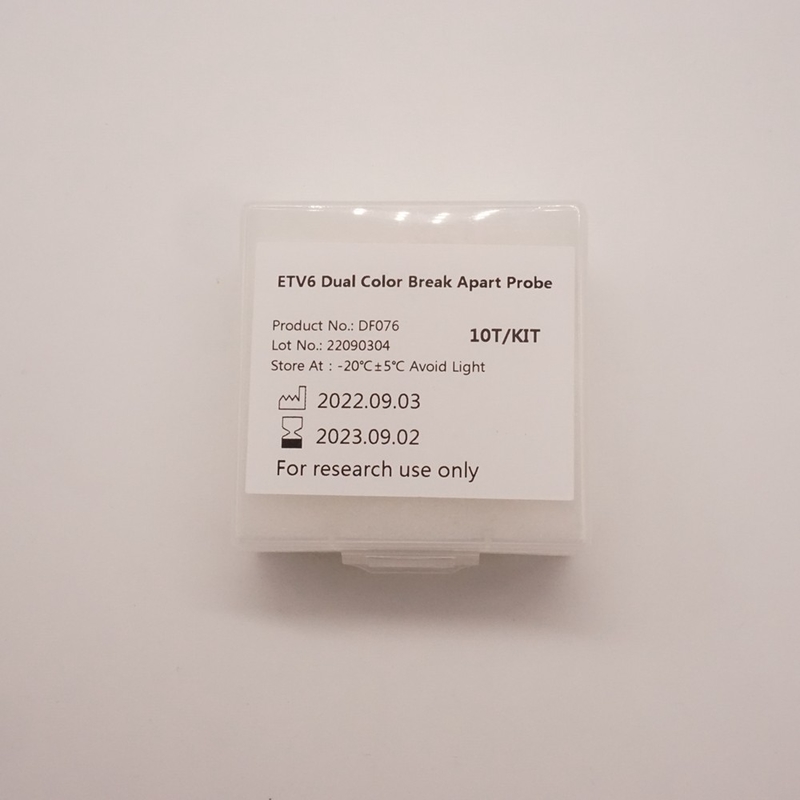 ETV6 Dual Color Break Apart Probe
Product No.: DF076
10T/KIT
Lot No.: 22090304
Store At : -20℃±5℃ Avoid Light
2022.09.03
2023.09.02
For research use only